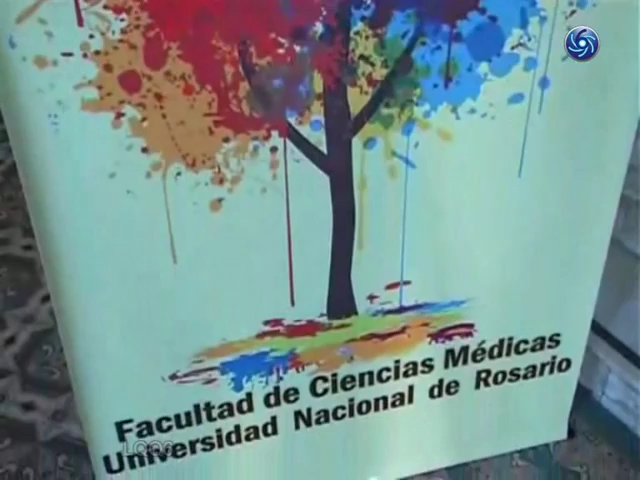 Facultad de Ciencias Médicas
Universidad Nacional de Rosario